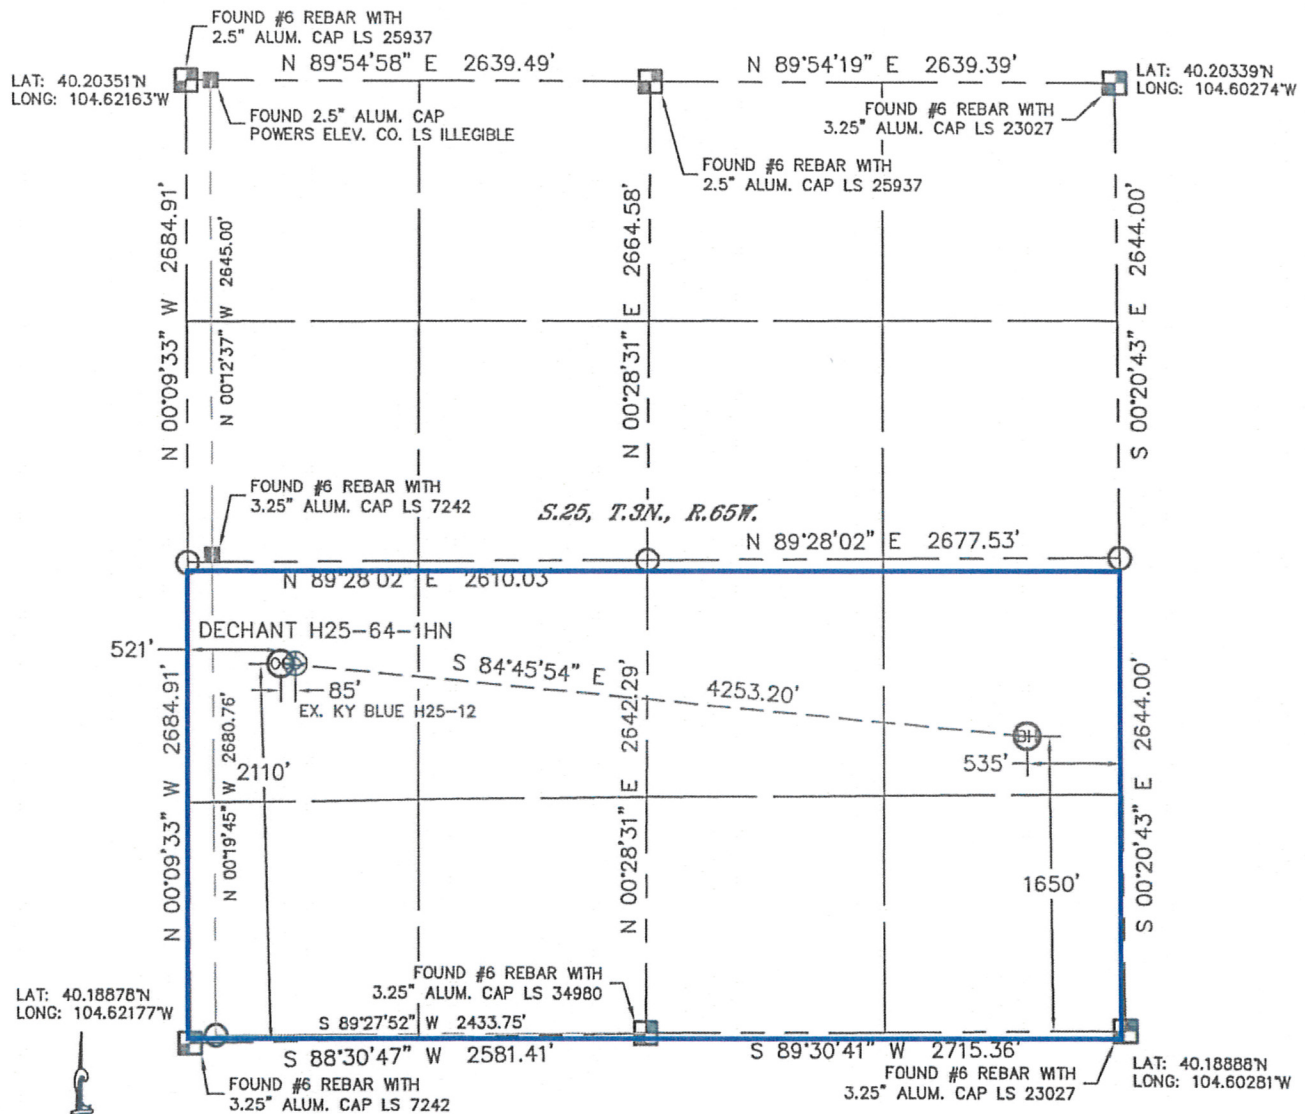 FOUND #6 REBAR WITH
2.5" ALUM. CAP LS 25937
N 89°54'58" E 2639.49'
N 89°54'19" E 2639.39'
LAT: 40.20351°N
LONG: 104.62163°W
LAT: 40.20339°N
LONG: 104.60274°W
FOUND 2.5" ALUM. CAP
POWERS ELEV. CO. LS ILLEGIBLE
FOUND #6 REBAR WITH
3.25" ALUM. CAP LS 23027
FOUND #6 REBAR WITH
2.5" ALUM. CAP LS 25937
N 00°09'33" W 2684.91'
N 00°12'37" W 2645.00'
N 00°28'31" E 2664.58'
S 00°20'43" E 2644.00'
FOUND #6 REBAR WITH
3.25" ALUM. CAP LS 7242
S.25, T.3N., R.65W.
N 89°28'02" E 2677.53'
N 89°28'02 E 2610.03
DECHANT H25-64-1HN
521'
S 84°45'54" E
4253.20'
85'
EX. KY BLUE H25-12
BH
535'
2110'
1650'
N 00°09'33" W 2684.91'
N 00°19'45" W 2680.76'
N 00°28'31" E 2642.29'
S 00°20'43" E 2644.00'
FOUND #6 REBAR WITH
3.25" ALUM. CAP LS 34980
LAT: 40.18878°N
LONG: 104.62177°W
S 89°27'52" W 2433.75'
S 88°30'47" W 2581.41'
S 89°30'41" W 2715.36'
FOUND #6 REBAR WITH
3.25" ALUM. CAP LS 7242
FOUND #6 REBAR WITH
3.25" ALUM. CAP LS 23027
LAT: 40.18888°N
LONG: 104.60281°W